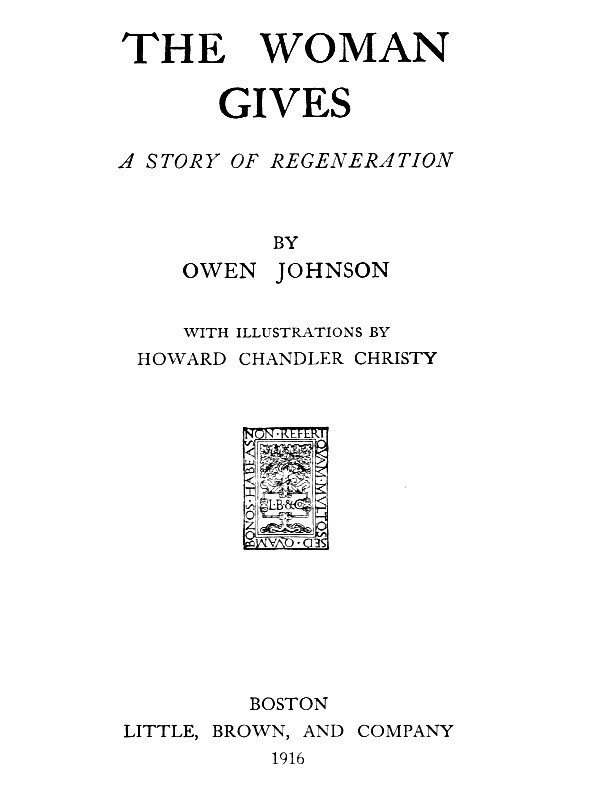 THE WOMAN
GIVES
A STORY OF REGENERATION
BY
OWEN JOHNSON
WITH ILLUSTRATIONS BY
HOWARD CHANDLER CHRISTY
NON·REFERT
QVAM·MVLTOS
SED·QVAM
BONOS·HABEAS
L·B·&Co
BOSTON
LITTLE, BROWN, AND COMPANY
1916